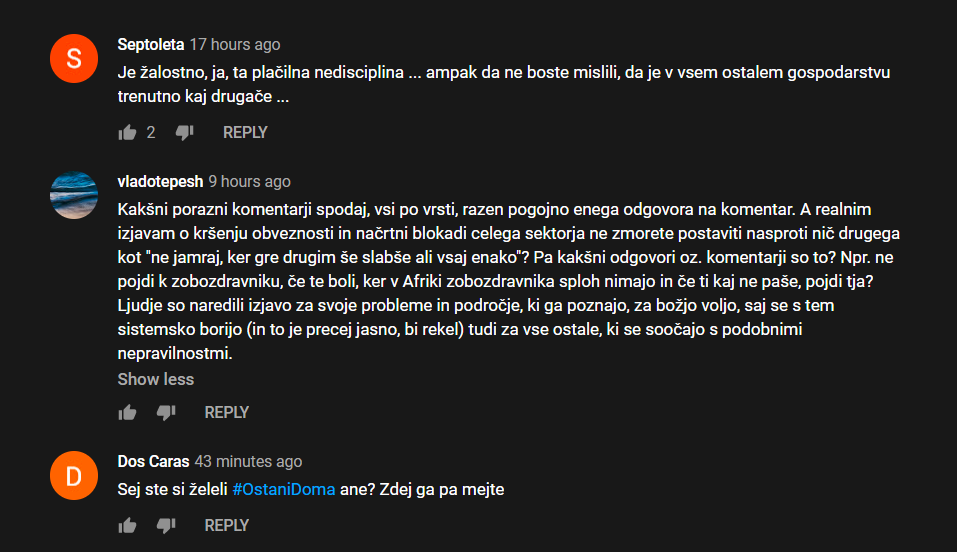 S
Septoleta 17 hours ago
Je žalostno, ja, ta plačilna nedisciplina ... ampak da ne boste mislili, da je v vsem ostalem gospodarstvu
trenutno kaj drugače ...
2 REPLY
vladotepesh 9 hours ago
Kakšni porazni komentarji spodaj, vsi po vrsti, razen pogojno enega odgovora na komentar. A realnim
izjavam o kršenju obveznosti in načrtni blokadi celega sektorja ne zmorete postaviti nasproti nič drugega
kot "ne jamraj, ker gre drugim še slabše ali vsaj enako"? Pa kakšni odgovori oz. komentarji so to? Npr. ne
pojdi k zobozdravniku, če te boli, ker v Afriki zobozdravnika sploh nimajo in če ti kaj ne paše, pojdi tja?
Ljudje so naredili izjavo za svoje probleme in področje, ki ga poznajo, za božjo voljo, saj se s tem
sistemsko borijo (in to je precej jasno, bi rekel) tudi za vse ostale, ki se soočajo s podobnimi
nepravilnostmi.
Show less
REPLY
D
Dos Caras 43 minutes ago
Sej ste si želeli #OstaniDoma ane? Zdej ga pa mejte
REPLY